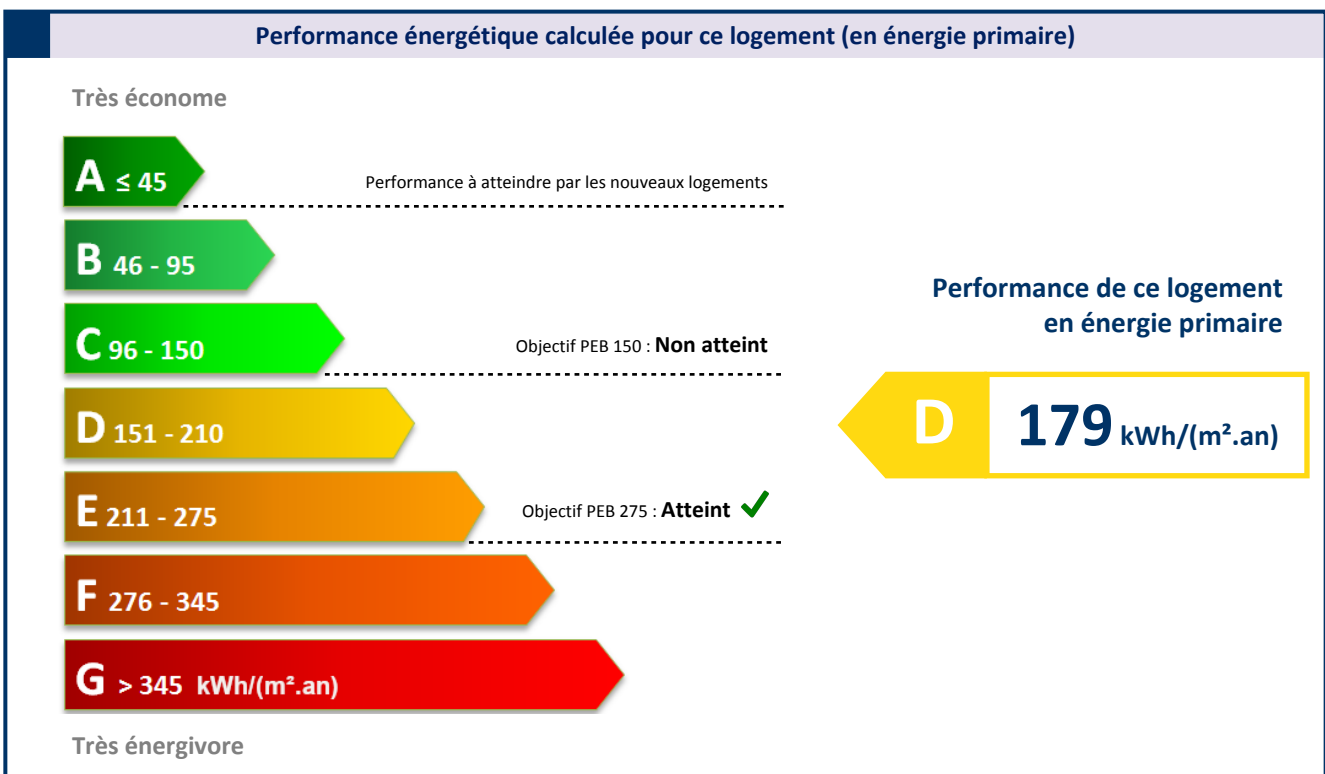 Performance énergétique calculée pour ce logement (en énergie primaire)
Très économe
A ≤ 45
Performance à atteindre par les nouveaux logements
B 46 - 95
C 96 - 150
Objectif PEB 150 : Non atteint
D 151 - 210
E 211 - 275
Objectif PEB 275 : Atteint ✓
F 276 - 345
G > 345 kWh/(m².an)
Très énergivore
Performance de ce logement
en énergie primaire
D 179 kWh/(m².an)